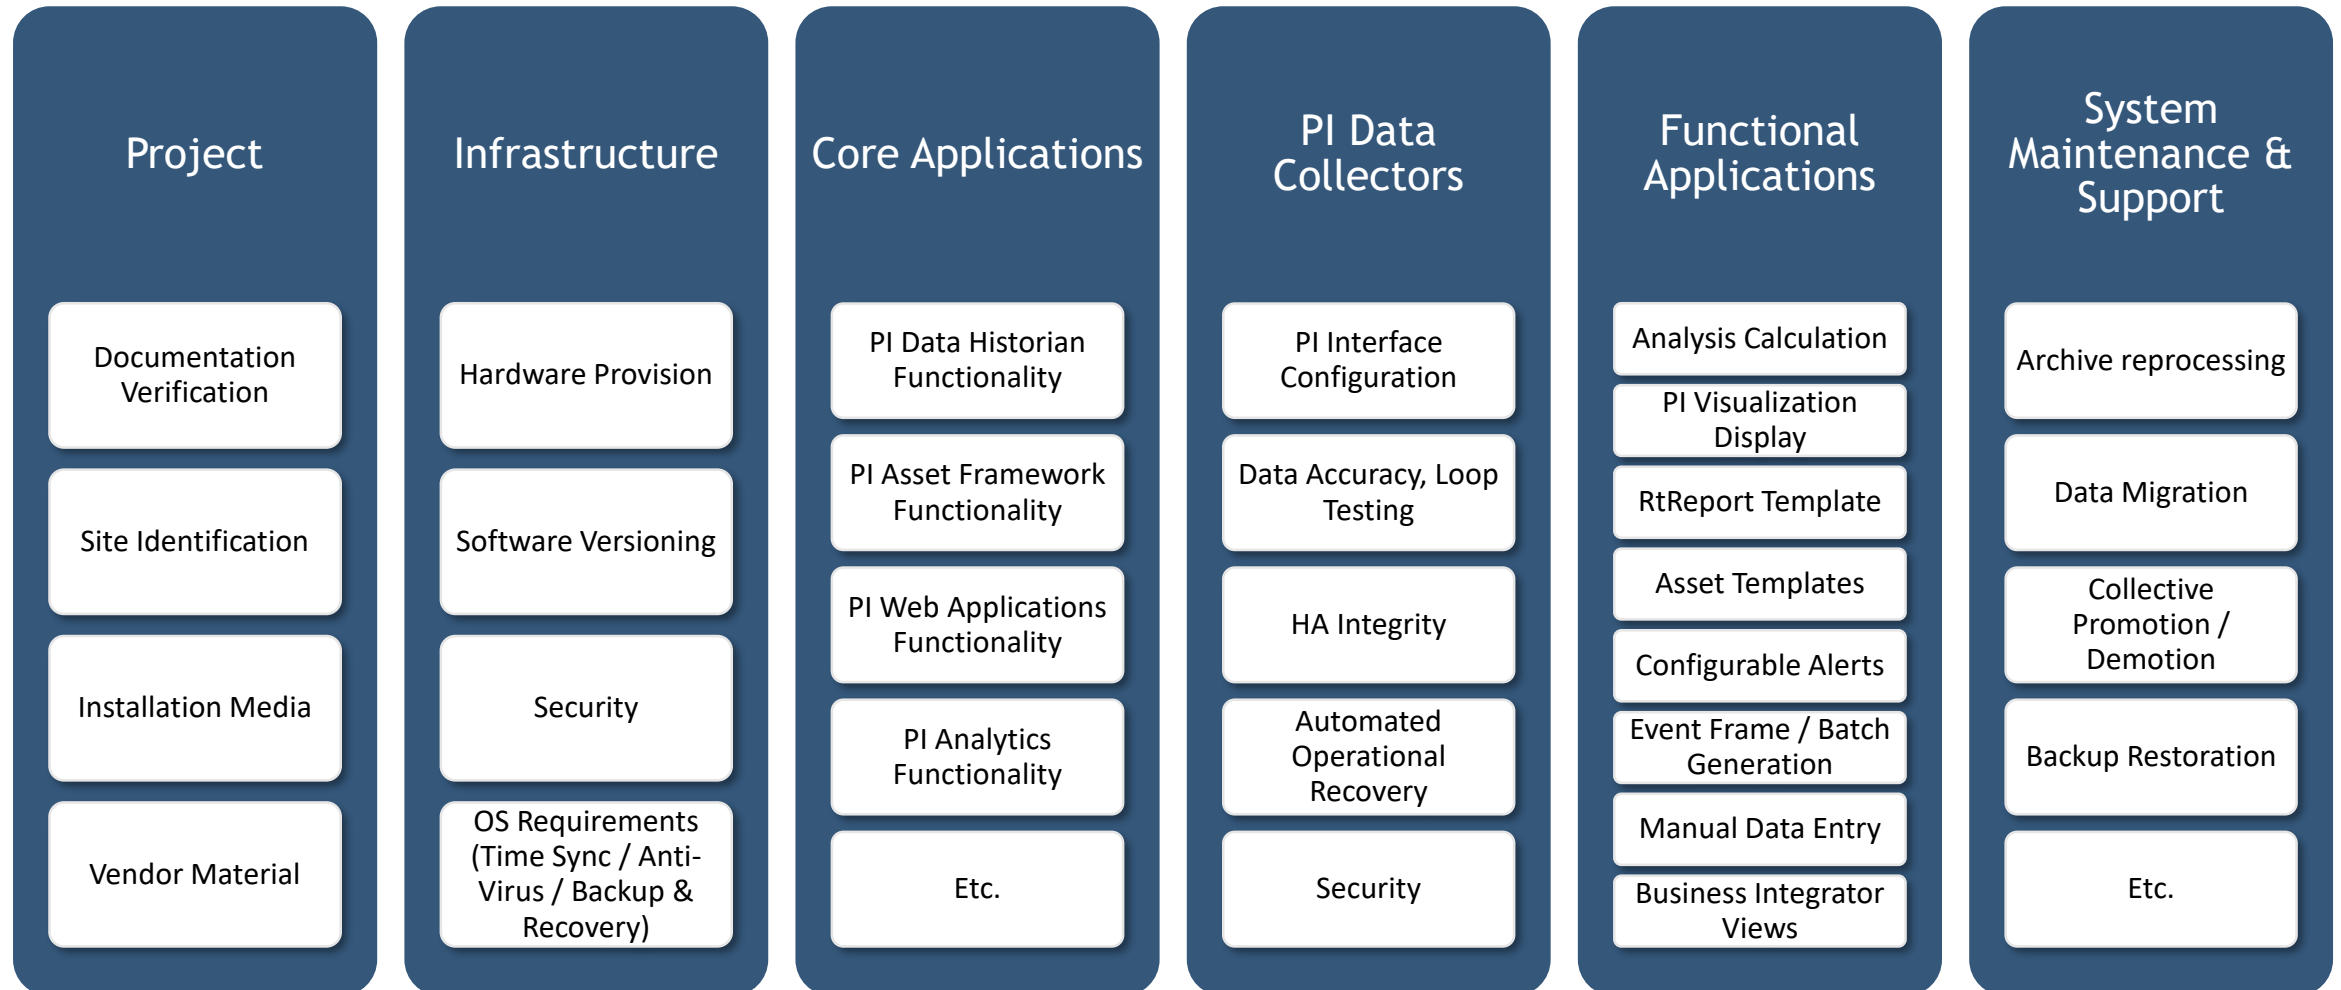 Project
Documentation
Verification
Site Identification
Installation Media
Vendor Material
Infrastructure
Hardware Provision
Software Versioning
Security
OS Requirements
(Time Sync / Anti-
Virus / Backup &
Recovery)
Core Applications
PI Data Historian
Functionality
PI Asset Framework
Functionality
PI Web Applications
Functionality
PI Analytics
Functionality
Etc.
PI Data
Collectors
PI Interface
Configuration
Data Accuracy, Loop
Testing
HA Integrity
Automated
Operational
Recovery
Security
Functional
Applications
Analysis Calculation
PI Visualization
Display
RtReport Template
Asset Templates
Configurable Alerts
Event Frame / Batch
Generation
Manual Data Entry
Business Integrator
Views
System
Maintenance &
Support
Archive reprocessing
Data Migration
Collective
Promotion /
Demotion
Backup Restoration
Etc.